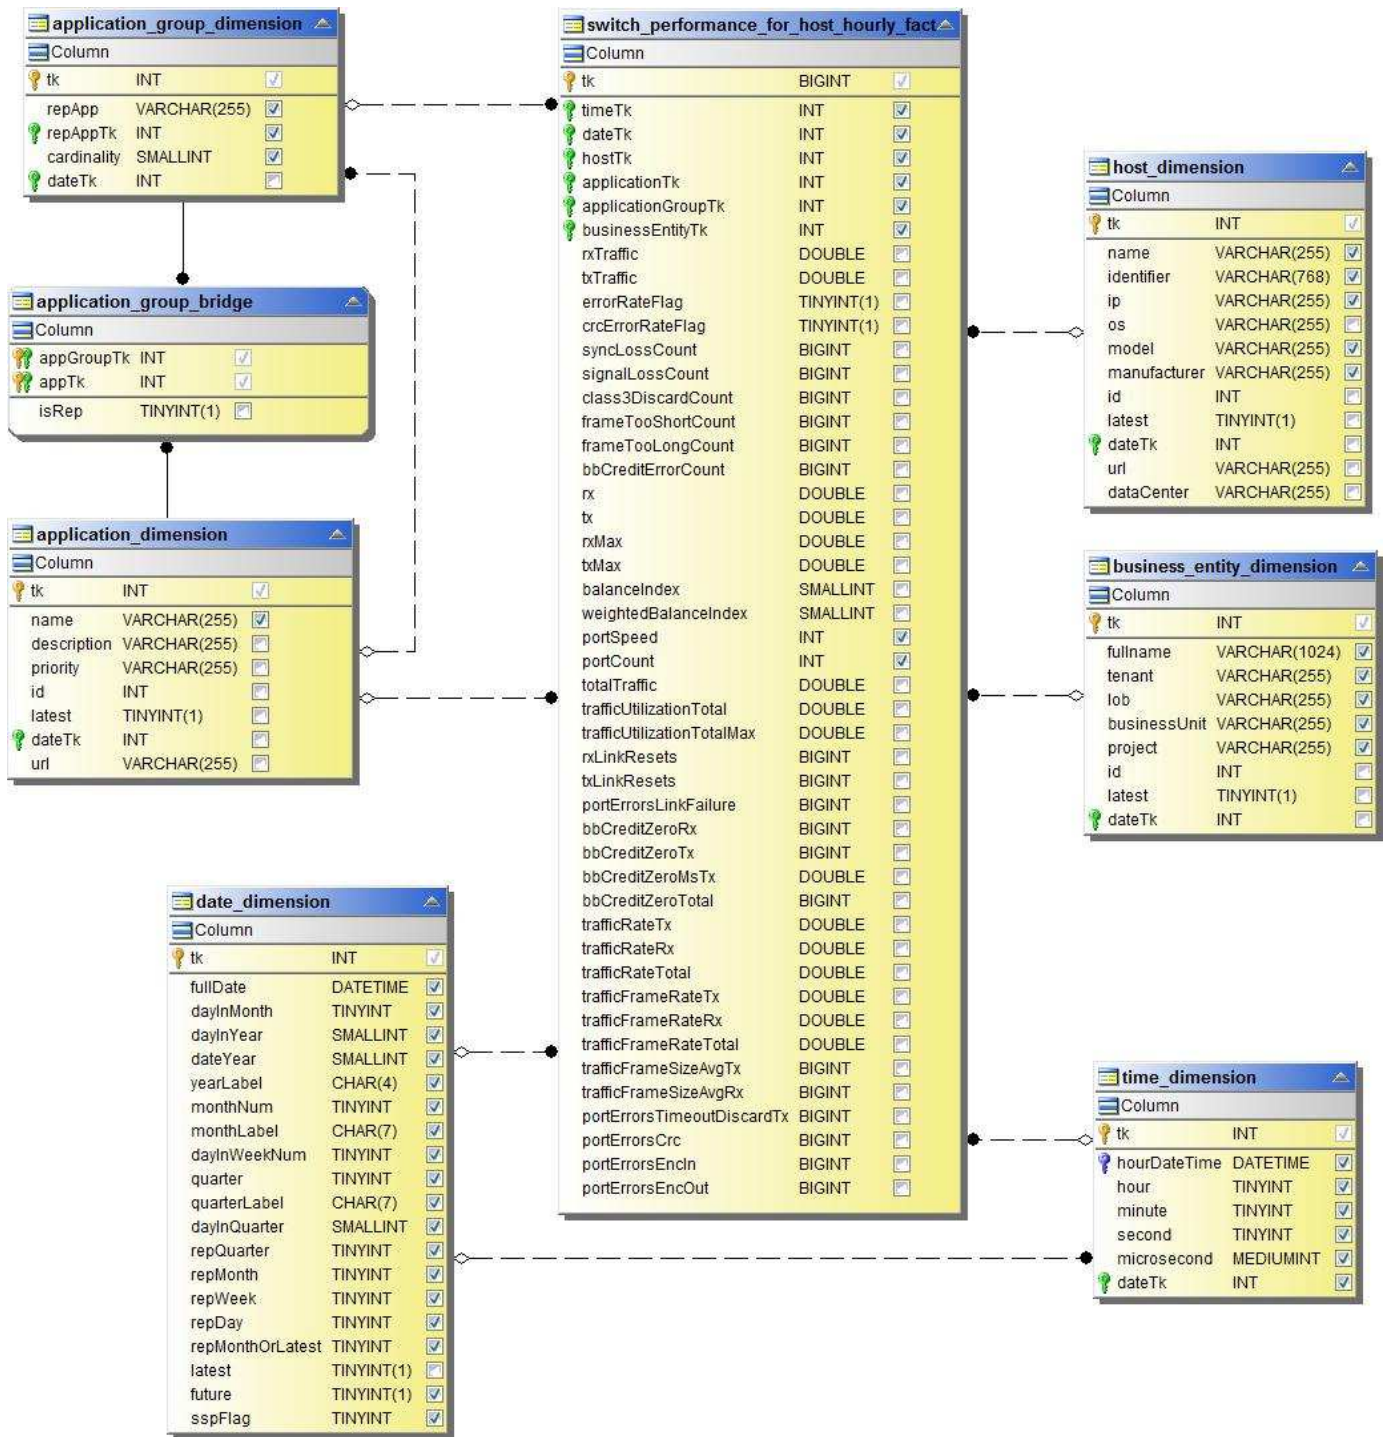 application_group_dimension
Column
tk INT
repApp VARCHAR(255)
repAppTk INT
cardinality SMALLINT
dateTk INT
application_group_bridge
Column
appGroupTk INT
appTk INT
isRep TINYINT(1)
application_dimension
Column
tk INT
name VARCHAR(255)
description VARCHAR(255)
priority VARCHAR(255)
id INT
latest TINYINT(1)
dateTk INT
url VARCHAR(255)
date_dimension
Column
tk INT
fullDate DATETIME
dayInMonth TINYINT
dayInYear SMALLINT
dateYear SMALLINT
yearLabel CHAR(4)
monthNum TINYINT
monthLabel CHAR(7)
dayInWeekNum TINYINT
quarter TINYINT
quarterLabel CHAR(7)
dayInQuarter SMALLINT
repQuarter TINYINT
repMonth TINYINT
repWeek TINYINT
repDay TINYINT
repMonthOrLatest TINYINT
latest TINYINT(1)
future TINYINT(1)
sspFlag TINYINT
switch_performance_for_host_hourly_fact
Column
tk BIGINT
timeTk INT
dateTk INT
hostTk INT
applicationTk INT
applicationGroupTk INT
businessEntityTk INT
rxTraffic DOUBLE
txTraffic DOUBLE
errorRateFlag TINYINT(1)
crcErrorRateFlag TINYINT(1)
syncLossCount BIGINT
signalLossCount BIGINT
class3DiscardCount BIGINT
frameTooShortCount BIGINT
frameTooLongCount BIGINT
bbCreditErrorCount BIGINT
rx DOUBLE
tx DOUBLE
rxMax DOUBLE
txMax DOUBLE
balanceIndex SMALLINT
weightedBalanceIndex SMALLINT
portSpeed INT
portCount INT
totalTraffic DOUBLE
trafficUtilizationTotal DOUBLE
trafficUtilizationTotalMax DOUBLE
rxLinkResets BIGINT
txLinkResets BIGINT
portErrorsLinkFailure BIGINT
bbCreditZeroRx BIGINT
bbCreditZeroTx BIGINT
bbCreditZeroMsTx DOUBLE
bbCreditZeroTotal BIGINT
trafficRateTx DOUBLE
trafficRateRx DOUBLE
trafficRateTotal DOUBLE
trafficFrameRateTx DOUBLE
trafficFrameRateRx DOUBLE
trafficFrameRateTotal DOUBLE
trafficFrameSizeAvgTx BIGINT
trafficFrameSizeAvgRx BIGINT
portErrorsTimeoutDiscardTx BIGINT
portErrorsCrc BIGINT
portErrorsEncIn BIGINT
portErrorsEncOut BIGINT
host_dimension
Column
tk INT
name VARCHAR(255)
identifier VARCHAR(768)
ip VARCHAR(255)
os VARCHAR(255)
model VARCHAR(255)
manufacturer VARCHAR(255)
id INT
latest TINYINT(1)
dateTk INT
url VARCHAR(255)
dataCenter VARCHAR(255)
business_entity_dimension
Column
tk INT
fullname VARCHAR(1024)
tenant VARCHAR(255)
lob VARCHAR(255)
businessUnit VARCHAR(255)
project VARCHAR(255)
id INT
latest TINYINT(1)
dateTk INT
time_dimension
Column
tk INT
hourDateTime DATETIME
hour TINYINT
minute TINYINT
second TINYINT
microsecond MEDIUMINT
dateTk INT